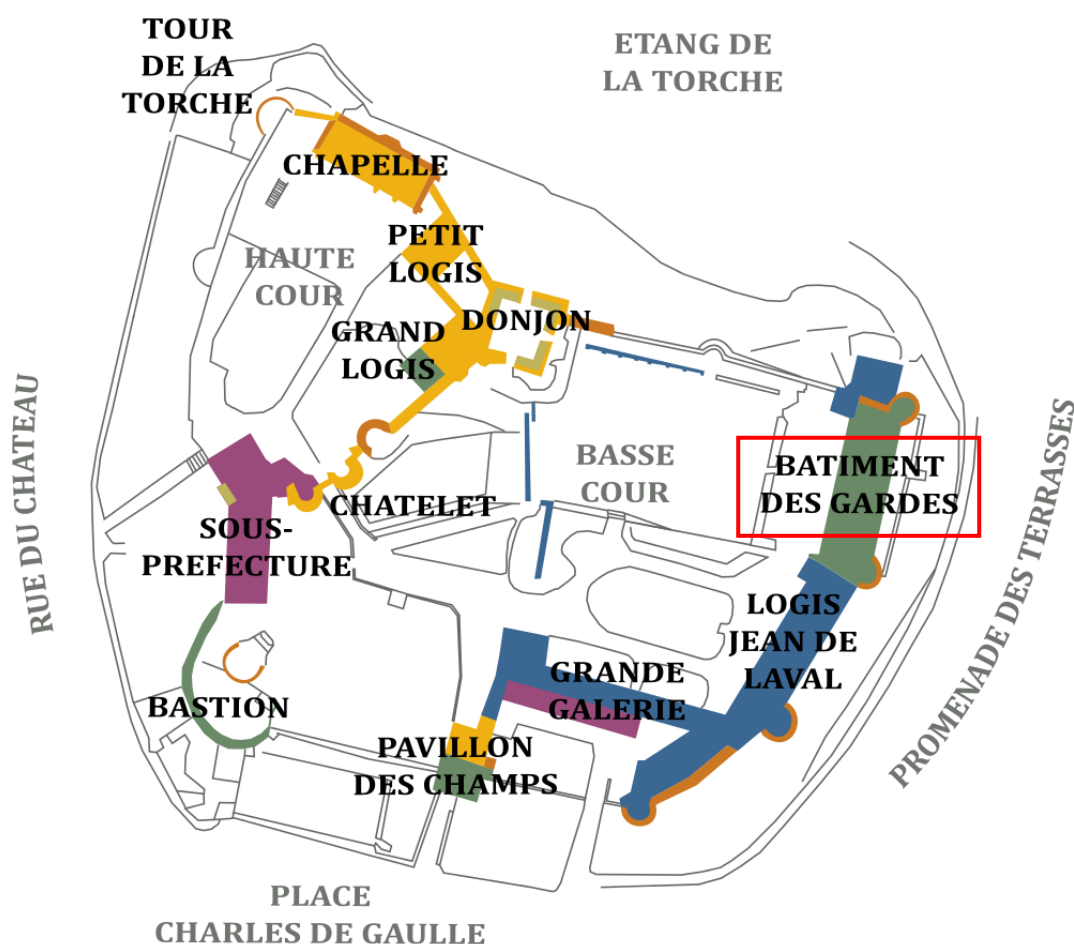 TOUR
DE LA
TORCHE
ETANG DE
LA TORCHE
CHAPELLE
PETIT
LOGIS
HAUTE
COUR
DONJON
GRAND
LOGIS
RUE DU CHATEAU
BASSE
COUR
BATIMENT
DES GARDES
CHATELET
SOUS-
PREFECTURE
PROMENADE DES TERRASSES
LOGIS
JEAN DE
LAVAL
GRANDE
GALERIE
BASTION
PAVILLON
DES CHAMPS
PLACE
CHARLES DE GAULLE